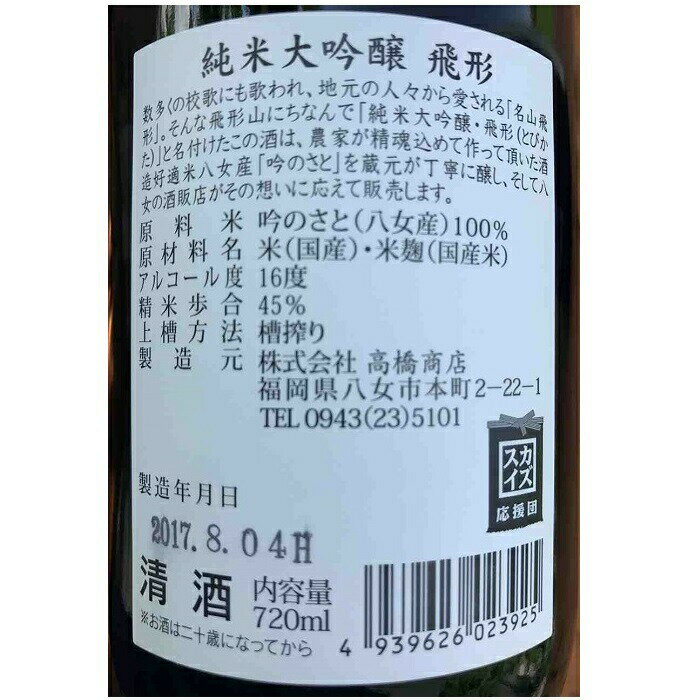 純米大吟醸 飛形
数多くの校歌にも歌われ、地元の人々から愛される「名山飛
形」。そんな飛形山にちなんで「純米大吟醸・飛形(とびか
た)」と名付けたこの酒は、農家が精魂込めて作って頂いた酒
造好適米八女産「吟のさと」を蔵元が丁寧に醸し、そして八
女の酒販店がその想いに応えて販売します。
原料米 吟のさと(八女産)100%
原材料名 米(国産)・米麹(国産米)
アルコール度 16度
精米歩合 45%
上槽方法 槽搾り
製造元 株式会社 高橋商店
福岡県八女市本町2-22-1
TEL0943(23)5101
スカイズ
応援団
製造年月日
2017.8.04H
清酒 内容量
720ml
※お酒は二十歳になってから
4 939626 023925